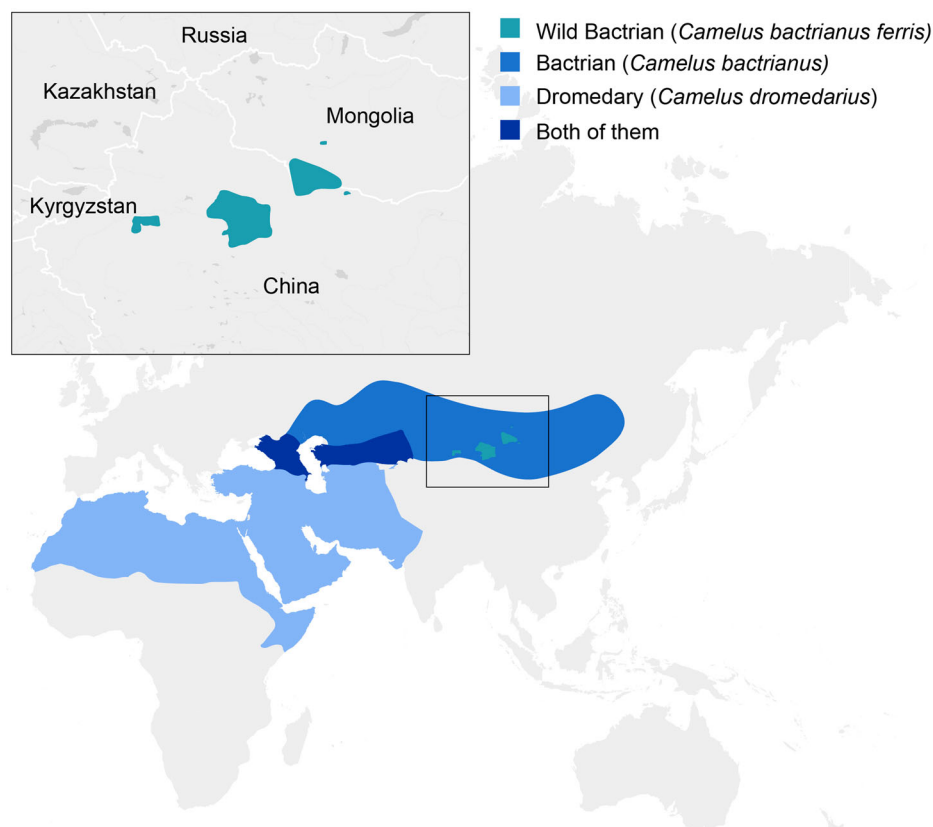 Russia
Kazakhstan
Mongolia
Kyrgyzstan
China
Wild Bactrian (Camelus bactrianus ferris)
Bactrian (Camelus bactrianus)
Dromedary (Camelus dromedarius)
Both of them